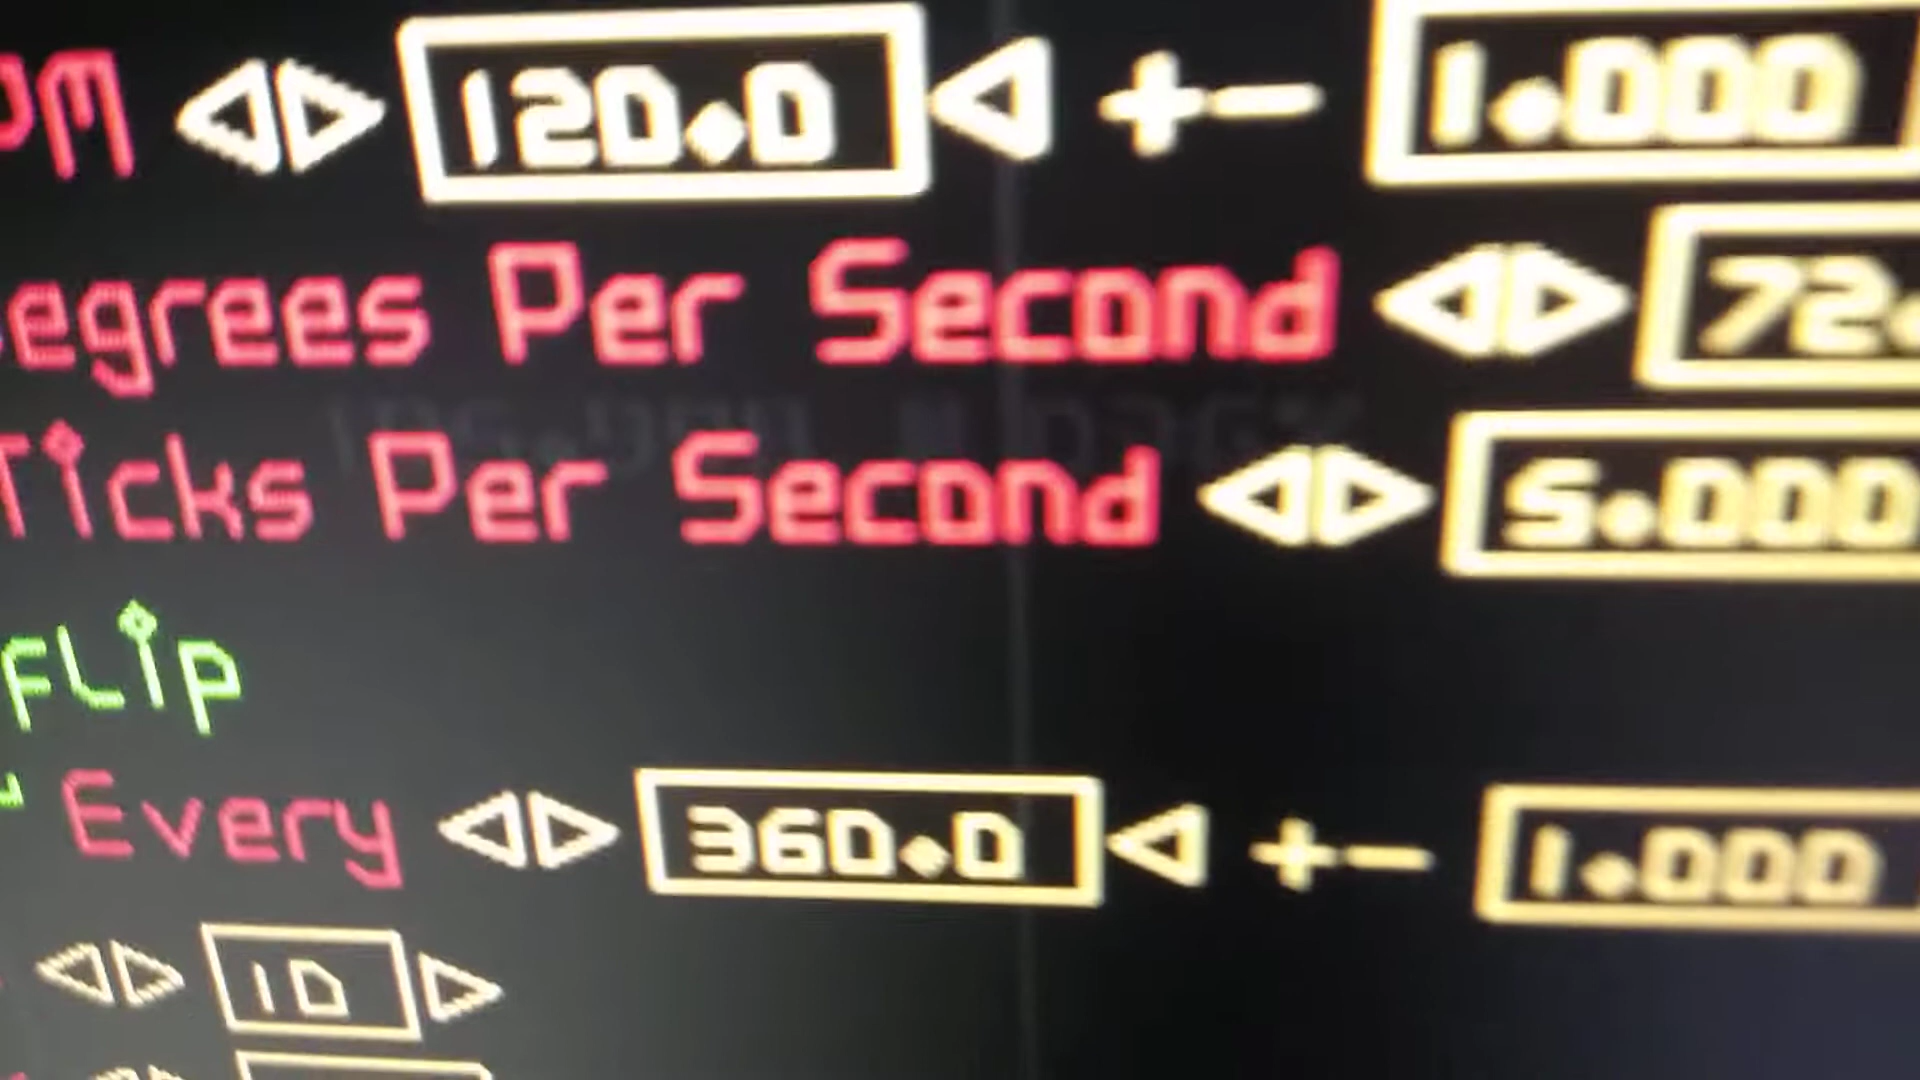 PM 120.0 +- 1.000
egrees Per Second 72.
Ticks Per Second 5.000
FLiP
Every 360.0 +- 1.000
10